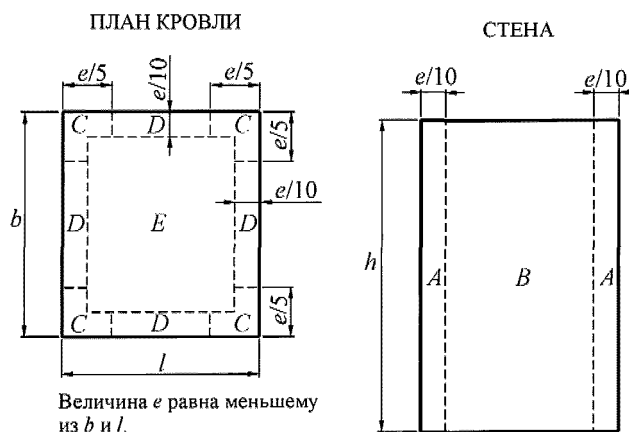 ПЛАН КРОВЛИ
СТЕНА
e/5
e/10
e/5
e/10
e/10
C
D
C
e/5
e/10
b
D
E
D
h
A
B
A
C
D
C
e/5
l
Величина e равна меньшему
из b и l.